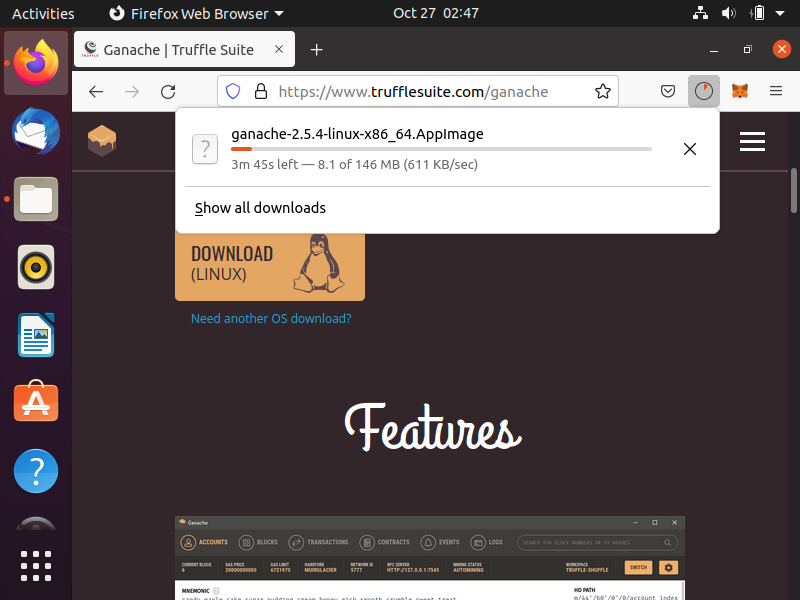 Activities
Firefox Web Browser
Oct 27 02:47
Ganache | Truffle Suite
https://www.trufflesuite.com/ganache
TRUFFLE
ganache-2.5.4-linux-x86_64.AppImage
3m 45s left — 8.1 of 146 MB (611 KB/sec)
Show all downloads
DOWNLOAD
(LINUX)
Need another OS download?
Features
Ganache
ACCOUNTS BLOCKS TRANSACTIONS CONTRACTS EVENTS LOGS SEARCH FOR BLOCK NUMBERS OR TX HASHES
CURRENT BLOCK GAS PRICE GAS LIMIT HARDFORK NETWORK ID RPC SERVER MINING STATUS WORKSPACE
6 20000000000 6721975 MUIRGLACIER 5777 HTTP://127.0.0.1:7545 AUTOMINING TRUFFLE-SHUFFLE
SWITCH
MNEMONIC HD PATH
candy maple cake sugar pudding cream honey rich smooth crumble sweet treat m/44'/60'/0'/0/account_index